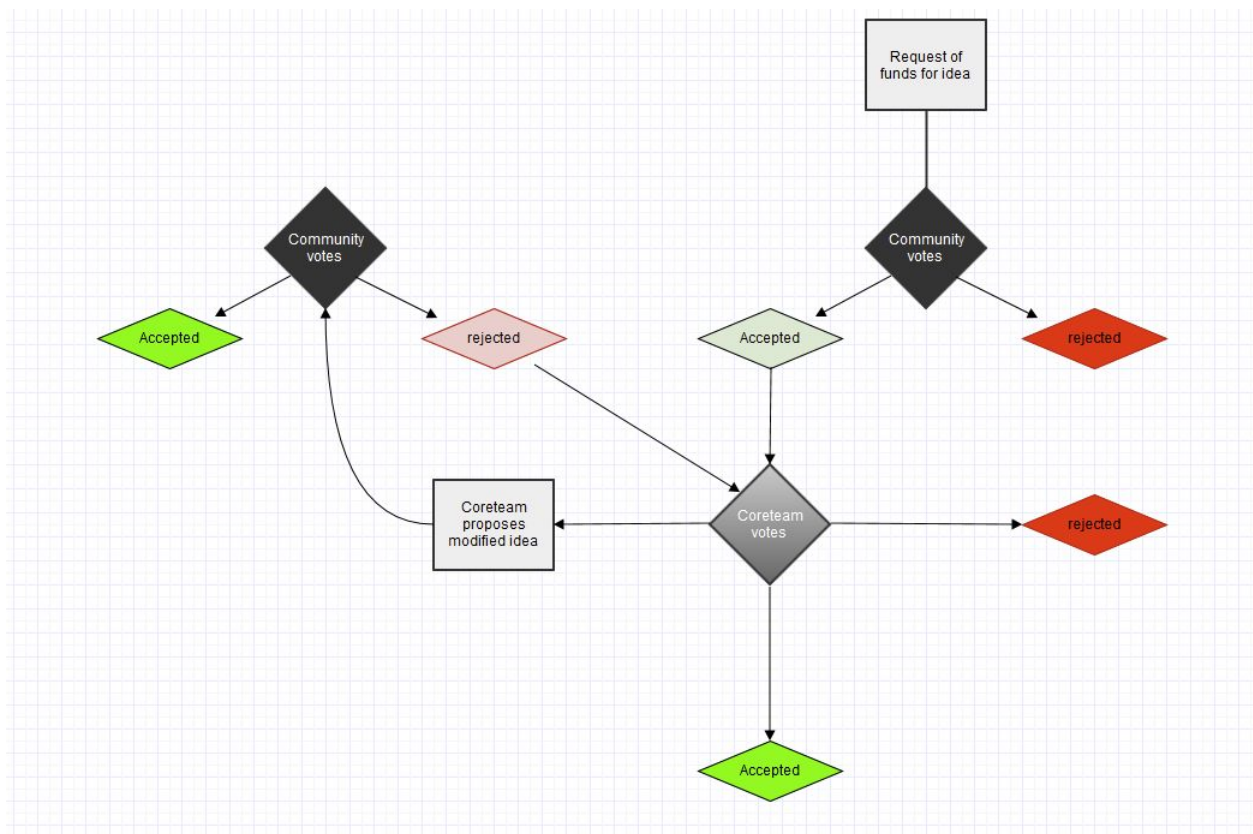 Request of
funds for idea
Community
votes
Community
votes
Accepted
rejected
Accepted
rejected
Coreteam
proposes
modified idea
Coreteam
votes
rejected
Accepted